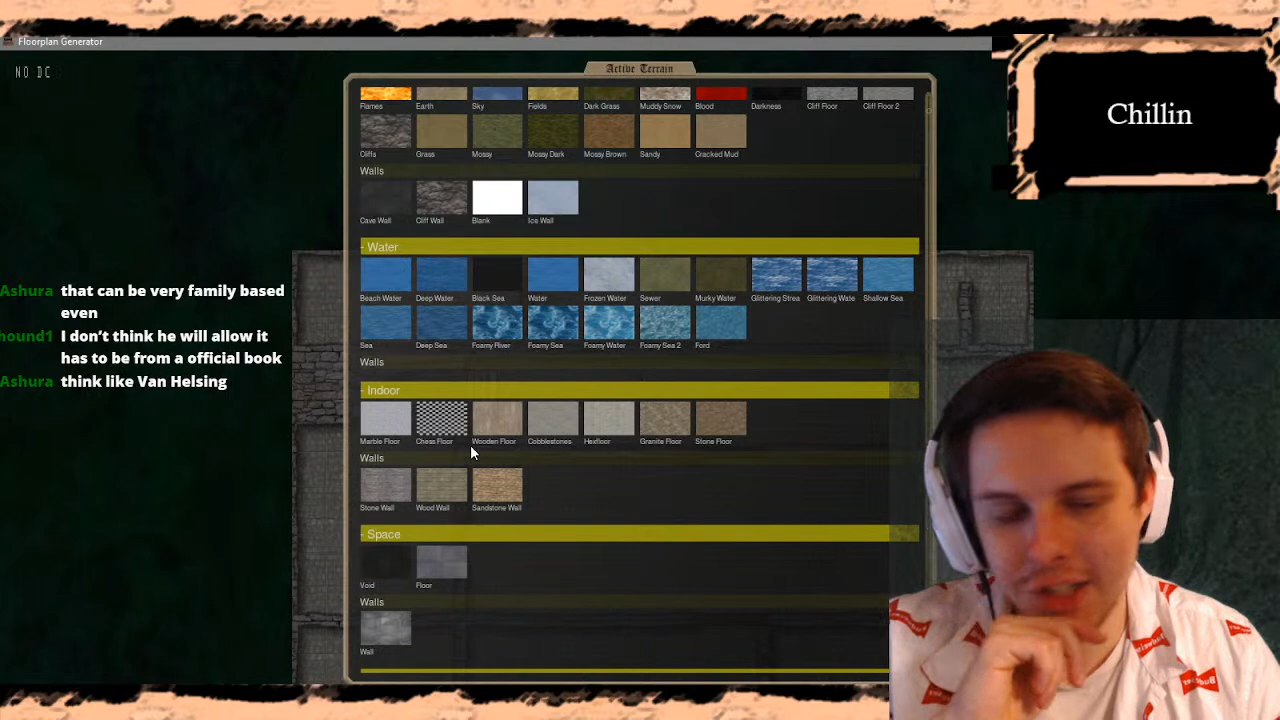 Floorplan Generator
NO DC
Active Terrain
Chillin
Flames Earth Sky Fields Dark Grass Muddy Snow Blood Darkness Cliff Floor Cliff Floor 2
Cliffs Grass Mossy Mossy Dark Mossy Brown Sandy Cracked Mud
Walls
Cave Wall Cliff Wall Blank Ice Wall
- Water
Beach Water Deep Water Black Sea Water Frozen Water Sewer Murky Water Glittering Strea Glittering Wate Shallow Sea
Sea Deep Sea Foamy River Foamy Sea Foamy Water Foamy Sea 2 Ford
Walls
- Indoor
Marble Floor Chess Floor Wooden Floor Cobblestones Hexfloor Granite Floor Stone Floor
Walls
Stone Wall Wood Wall Sandstone Wall
- Space
Void Floor
Walls
Wall
Ashura that can be very family based
even
hound1 I don't think he will allow it
has to be from a official book
Ashura think like Van Helsing